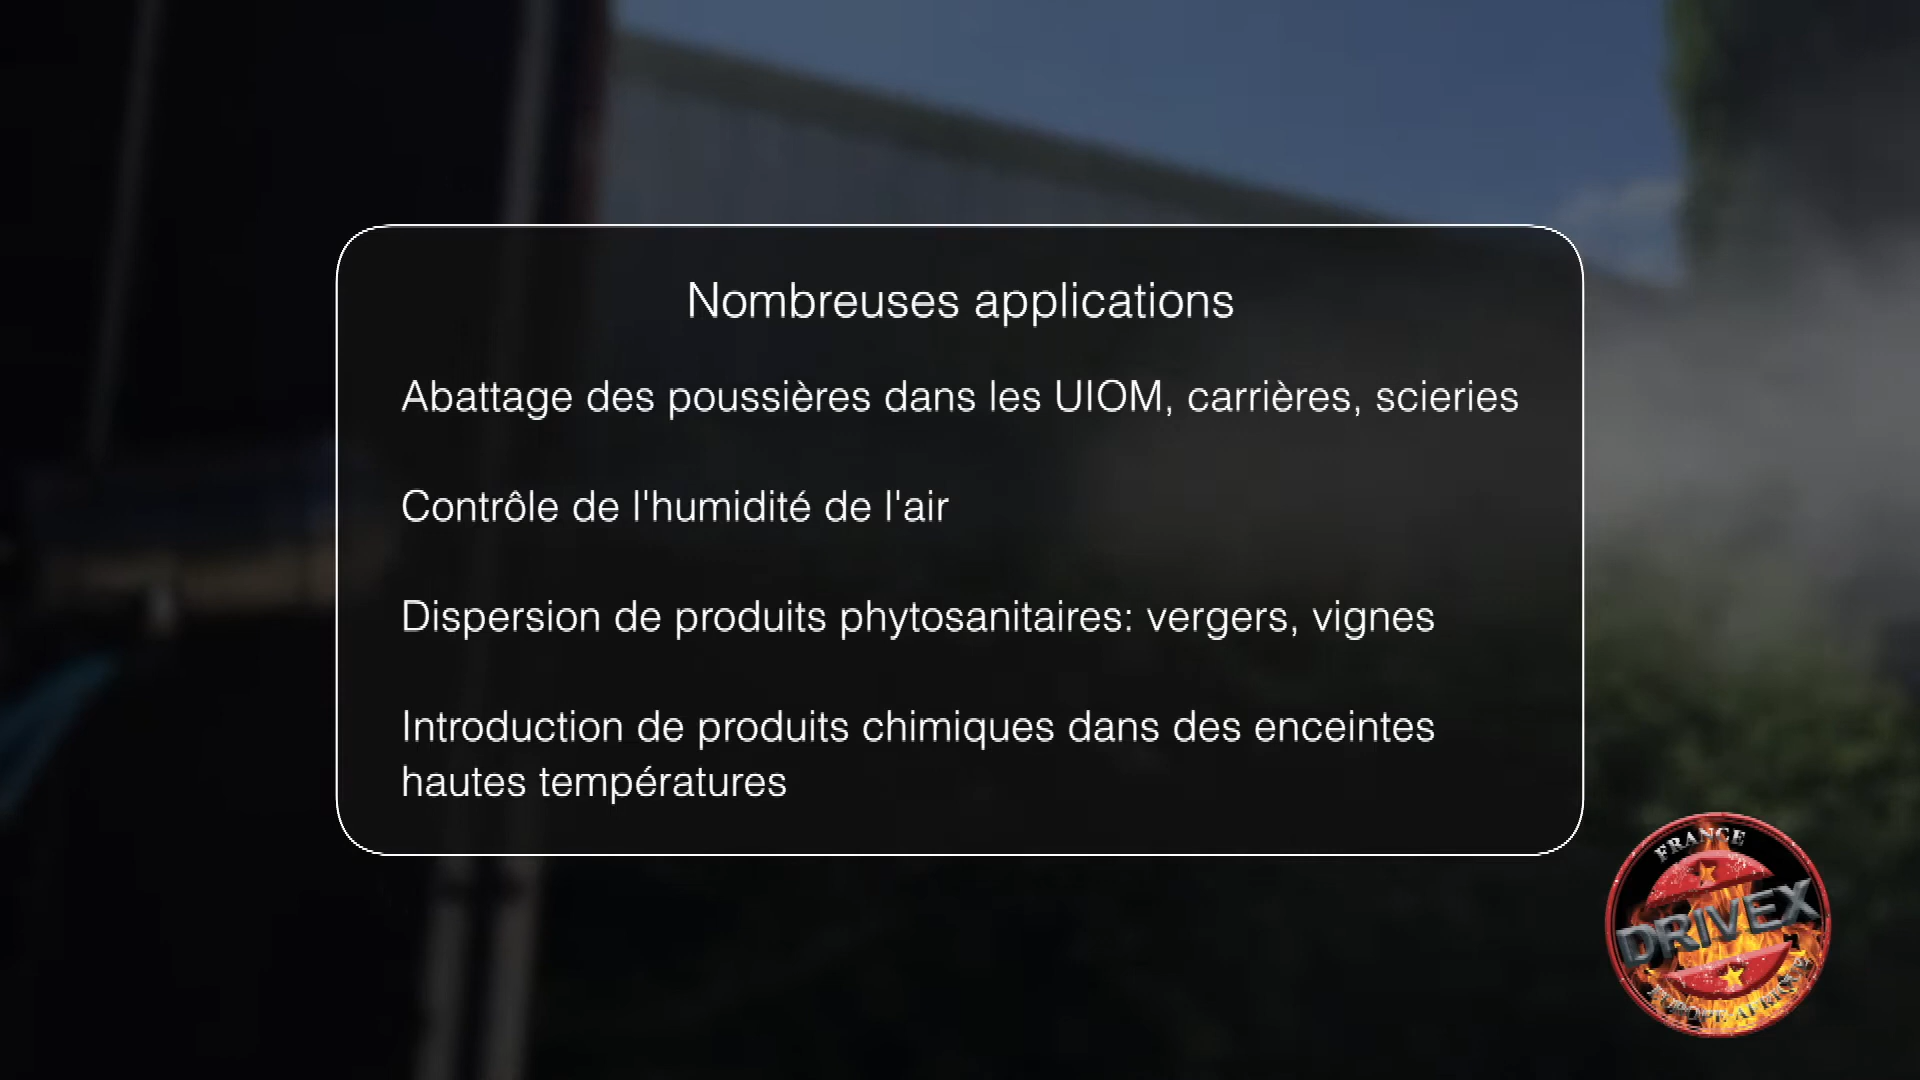 Nombreuses applications
Abattage des poussières dans les UIOM, carrières, scieries
Contrôle de l'humidité de l'air
Dispersion de produits phytosanitaires: vergers, vignes
Introduction de produits chimiques dans des enceintes
hautes températures
FRANCE
DRIVEX